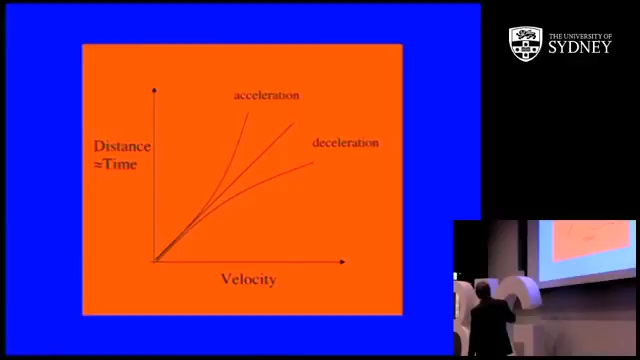 THE UNIVERSITY OF
SYDNEY
acceleration
deceleration
Distance
≈Time
Velocity